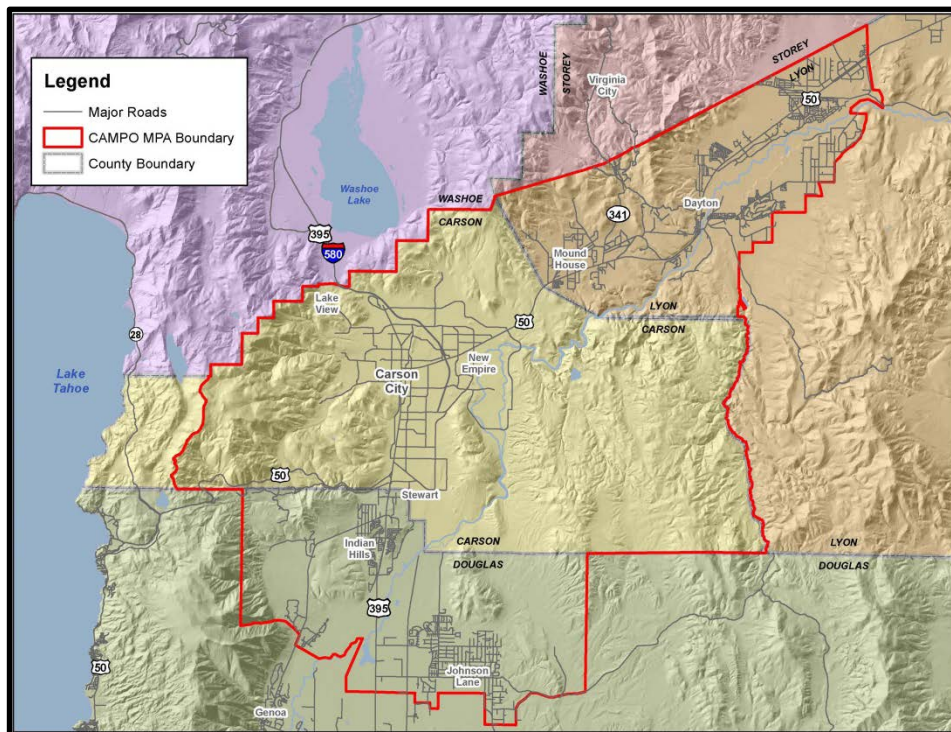 Legend
Major Roads
CAMPO MPA Boundary
County Boundary
WASHOE
STOREY
Virginia
City
STOREY
LYON
50
Washoe
Lake
395
580
WASHOE
CARSON
341
Dayton
Mound
House
Lake
View
28
Lake
Tahoe
50
LYON
CARSON
New
Empire
Carson
City
50
Stewart
Indian
Hills
CARSON
DOUGLAS
LYON
DOUGLAS
395
50
Johnson
Lane
Genoa